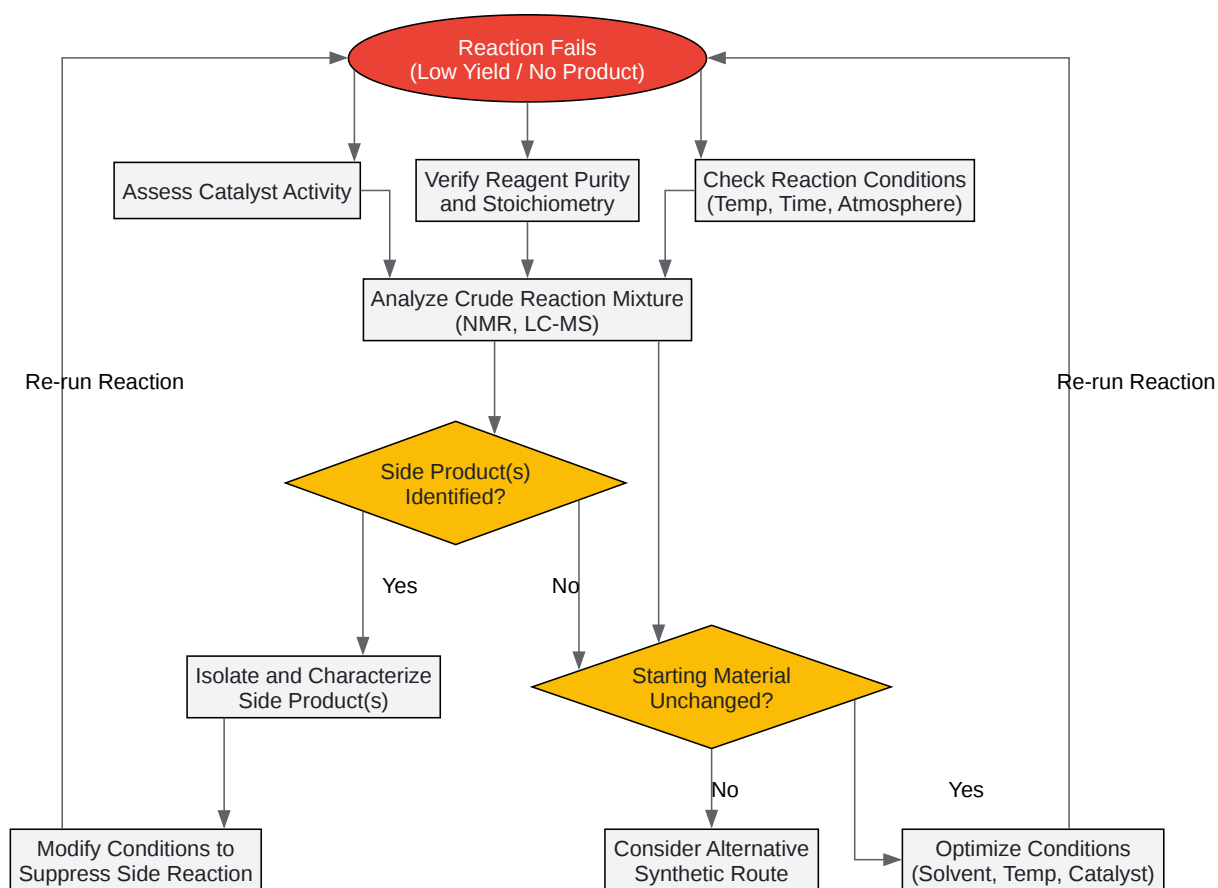 Reaction Fails
(Low Yield / No Product)
Assess Catalyst Activity
Verify Reagent Purity
and Stoichiometry
Check Reaction Conditions
(Temp, Time, Atmosphere)
Analyze Crude Reaction Mixture
(NMR, LC-MS)
Re-run Reaction
Re-run Reaction
Side Product(s)
Identified?
Yes
No
Isolate and Characterize
Side Product(s)
Starting Material
Unchanged?
No
Yes
Modify Conditions to
Suppress Side Reaction
Consider Alternative
Synthetic Route
Optimize Conditions
(Solvent, Temp, Catalyst)